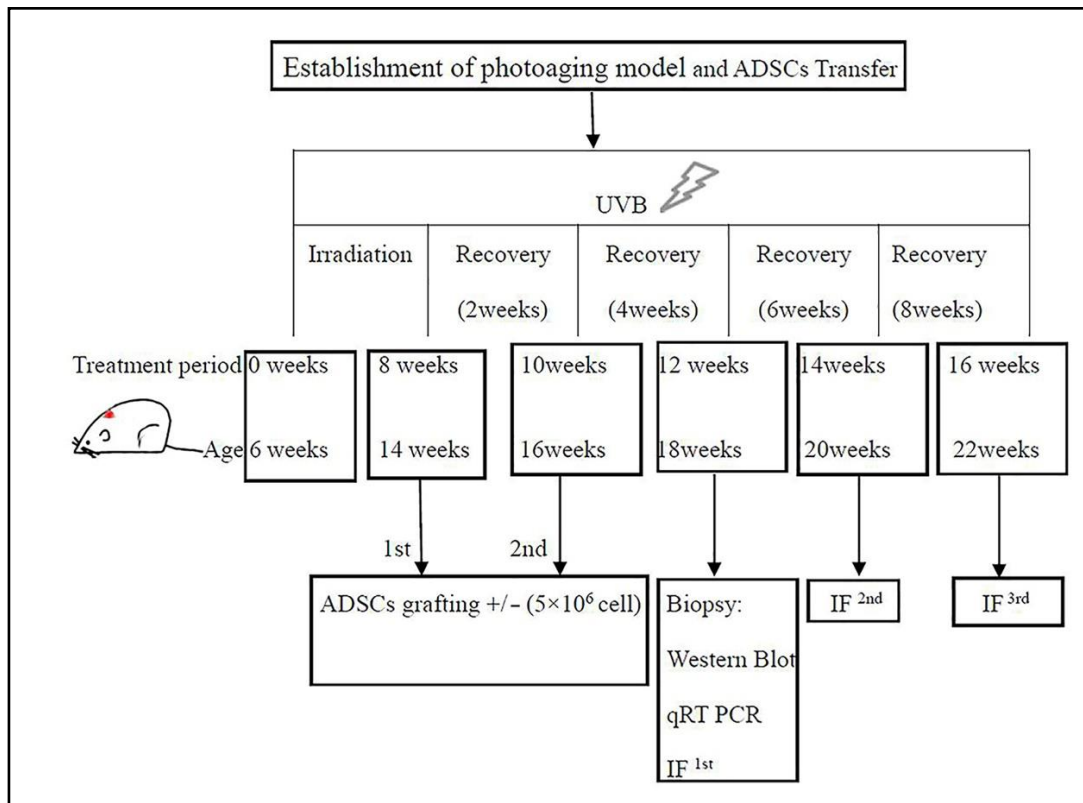 Establishment of photoaging model and ADSCs Transfer
UVB
Irradiation Recovery Recovery Recovery Recovery
(2weeks) (4weeks) (6weeks) (8weeks)
Treatment period 0 weeks 8 weeks 10weeks 12 weeks 14weeks 16 weeks
Age 6 weeks 14 weeks 16weeks 18weeks 20weeks 22weeks
1st 2nd
ADSCs grafting +/− (5×10⁶ cell)
Biopsy:
Western Blot
qRT PCR
IF 1st
IF 2nd
IF 3rd